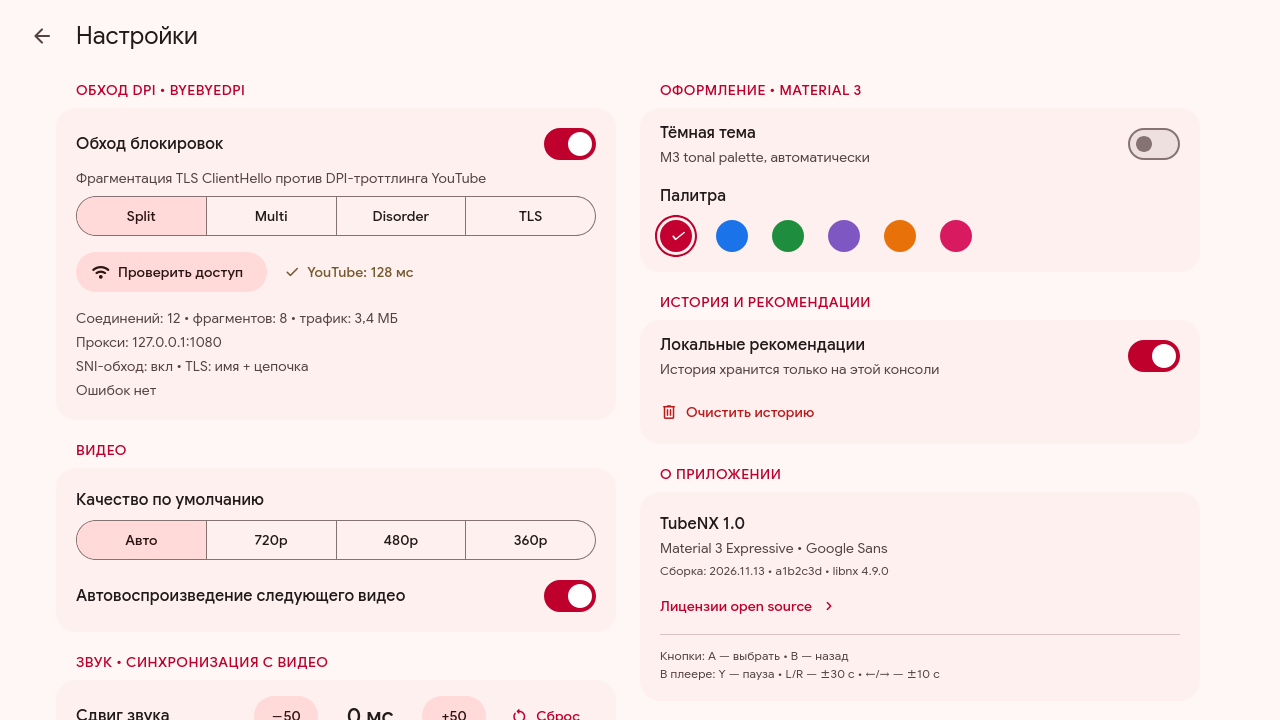 Настройки
ОБХОД DPI • BYEBYEDPI
Обход блокировок
Фрагментация TLS ClientHello против DPI-троттлинга YouTube
Split
Multi
Disorder
TLS
Проверить доступ
YouTube: 128 мс
Соединений: 12 • фрагментов: 8 • трафик: 3,4 МБ
Прокси: 127.0.0.1:1080
SNI-обход: вкл • TLS: имя + цепочка
Ошибок нет
ВИДЕО
Качество по умолчанию
Авто
720p
480p
360p
Автовоспроизведение следующего видео
ЗВУК • СИНХРОНИЗАЦИЯ С ВИДЕО
Сдвиг звука
−50
0 мс
+50
Сброс
ОФОРМЛЕНИЕ • MATERIAL 3
Тёмная тема
M3 tonal palette, автоматически
Палитра
ИСТОРИЯ И РЕКОМЕНДАЦИИ
Локальные рекомендации
История хранится только на этой консоли
Очистить историю
О ПРИЛОЖЕНИИ
TubeNX 1.0
Material 3 Expressive • Google Sans
Сборка: 2026.11.13 • a1b2c3d • libnx 4.9.0
Лицензии open source
Кнопки: A — выбрать • B — назад
В плеере: Y — пауза • L/R — ±30 с • ←/→ — ±10 с